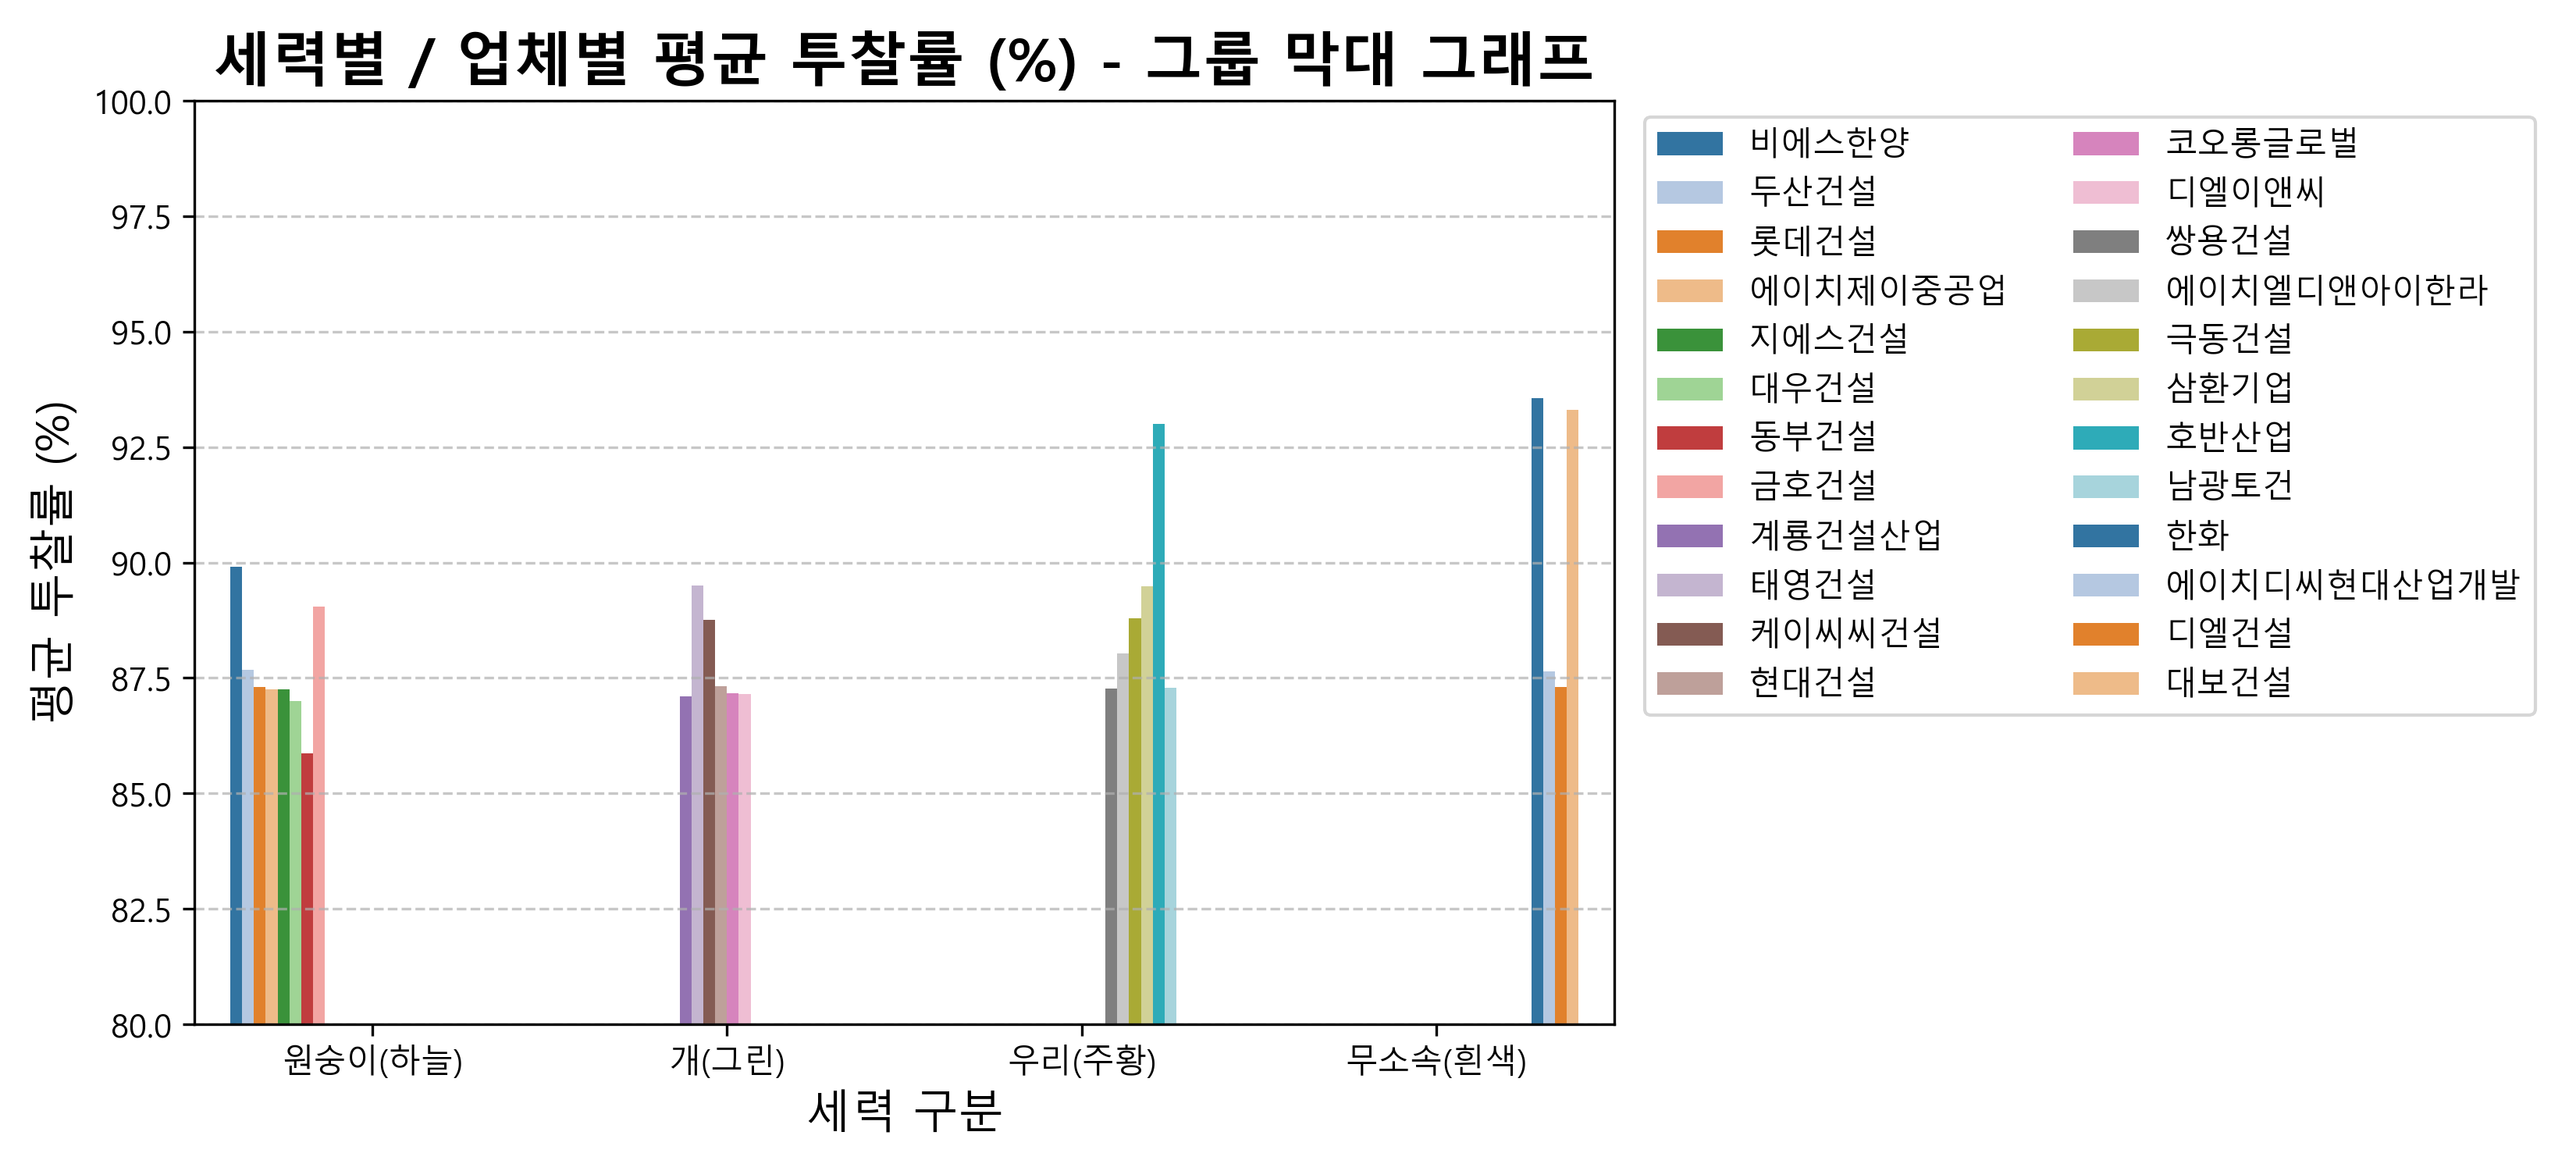 세력별 / 업체별 평균 투찰률 (%) - 그룹 막대 그래프
평균 투찰률 (%)
100.0
97.5
95.0
92.5
90.0
87.5
85.0
82.5
80.0
원숭이(하늘)
개(그린)
우리(주황)
무소속(흰색)
세력 구분
비에스한양
두산건설
롯데건설
에이치제이중공업
지에스건설
대우건설
동부건설
금호건설
계룡건설산업
태영건설
케이씨씨건설
현대건설
코오롱글로벌
디엘이앤씨
쌍용건설
에이치엘디앤아이한라
극동건설
삼환기업
호반산업
남광토건
한화
에이치디씨현대산업개발
디엘건설
대보건설